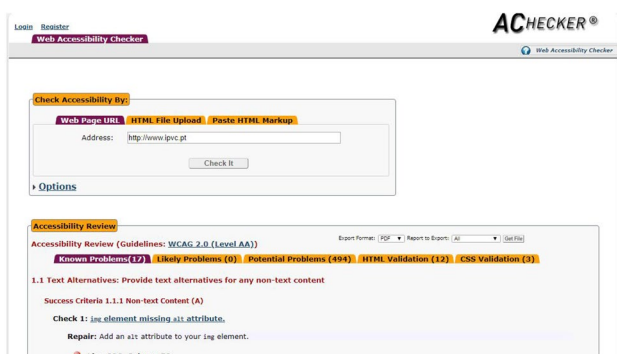 Login Register
ACHECKER®
Web Accessibility Checker
Web Accessibility Checker
Check Accessibility By:
Web Page URL HTML File Upload Paste HTML Markup
Address: http://www.ipvc.pt
Check It
Options
Accessibility Review
Accessibility Review (Guidelines: WCAG 2.0 (Level AA))
Export Format: PDF Report to Export: All Get File
Known Problems(17) Likely Problems (0) Potential Problems (494) HTML Validation (12) CSS Validation (3)
1.1 Text Alternatives: Provide text alternatives for any non-text content
Success Criteria 1.1.1 Non-text Content (A)
Check 1: img element missing alt attribute.
Repair: Add an alt attribute to your img element.